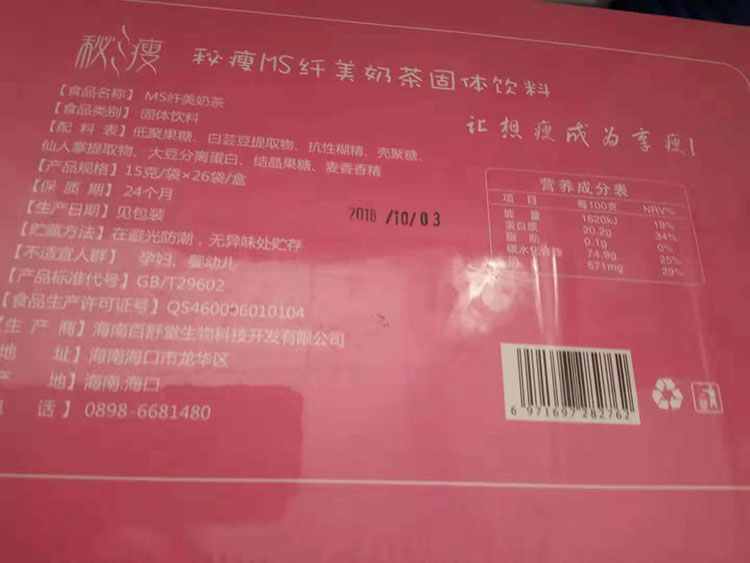 秘瘦 秘瘦MS纤美奶茶固体饮料
让想瘦成为享瘦!
【食品名称】 MS纤美奶茶
【食品类别】 固体饮料
【配 料 表】低聚果糖、白芸豆提取物、抗性糊精、壳聚糖、
仙人掌提取物、大豆分离蛋白、结晶果糖、麦香香精
【产品规格】15克/袋×26袋/盒
【保 质 期】 24个月
【生产日期】见包装 2018 /10/03
【贮藏方法】在避光防潮，无异味处贮存
【不适宜人群】 孕妇、婴幼儿
【产品标准代号】GB/T29602
【食品生产许可证号】QS460006010104
生 产 商】海南百舒堂生物科技开发有限公司
地 址】海南海口市龙华区
地】海南.海口
话】0898-6681480
营养成分表
项 目 每100克 NRV%
能 量 1620kJ 19%
蛋白质 20.2g 34%
脂 肪 0.1g 0%
碳水化合物 74.9g 25%
571mg 29%
6 971697 282762